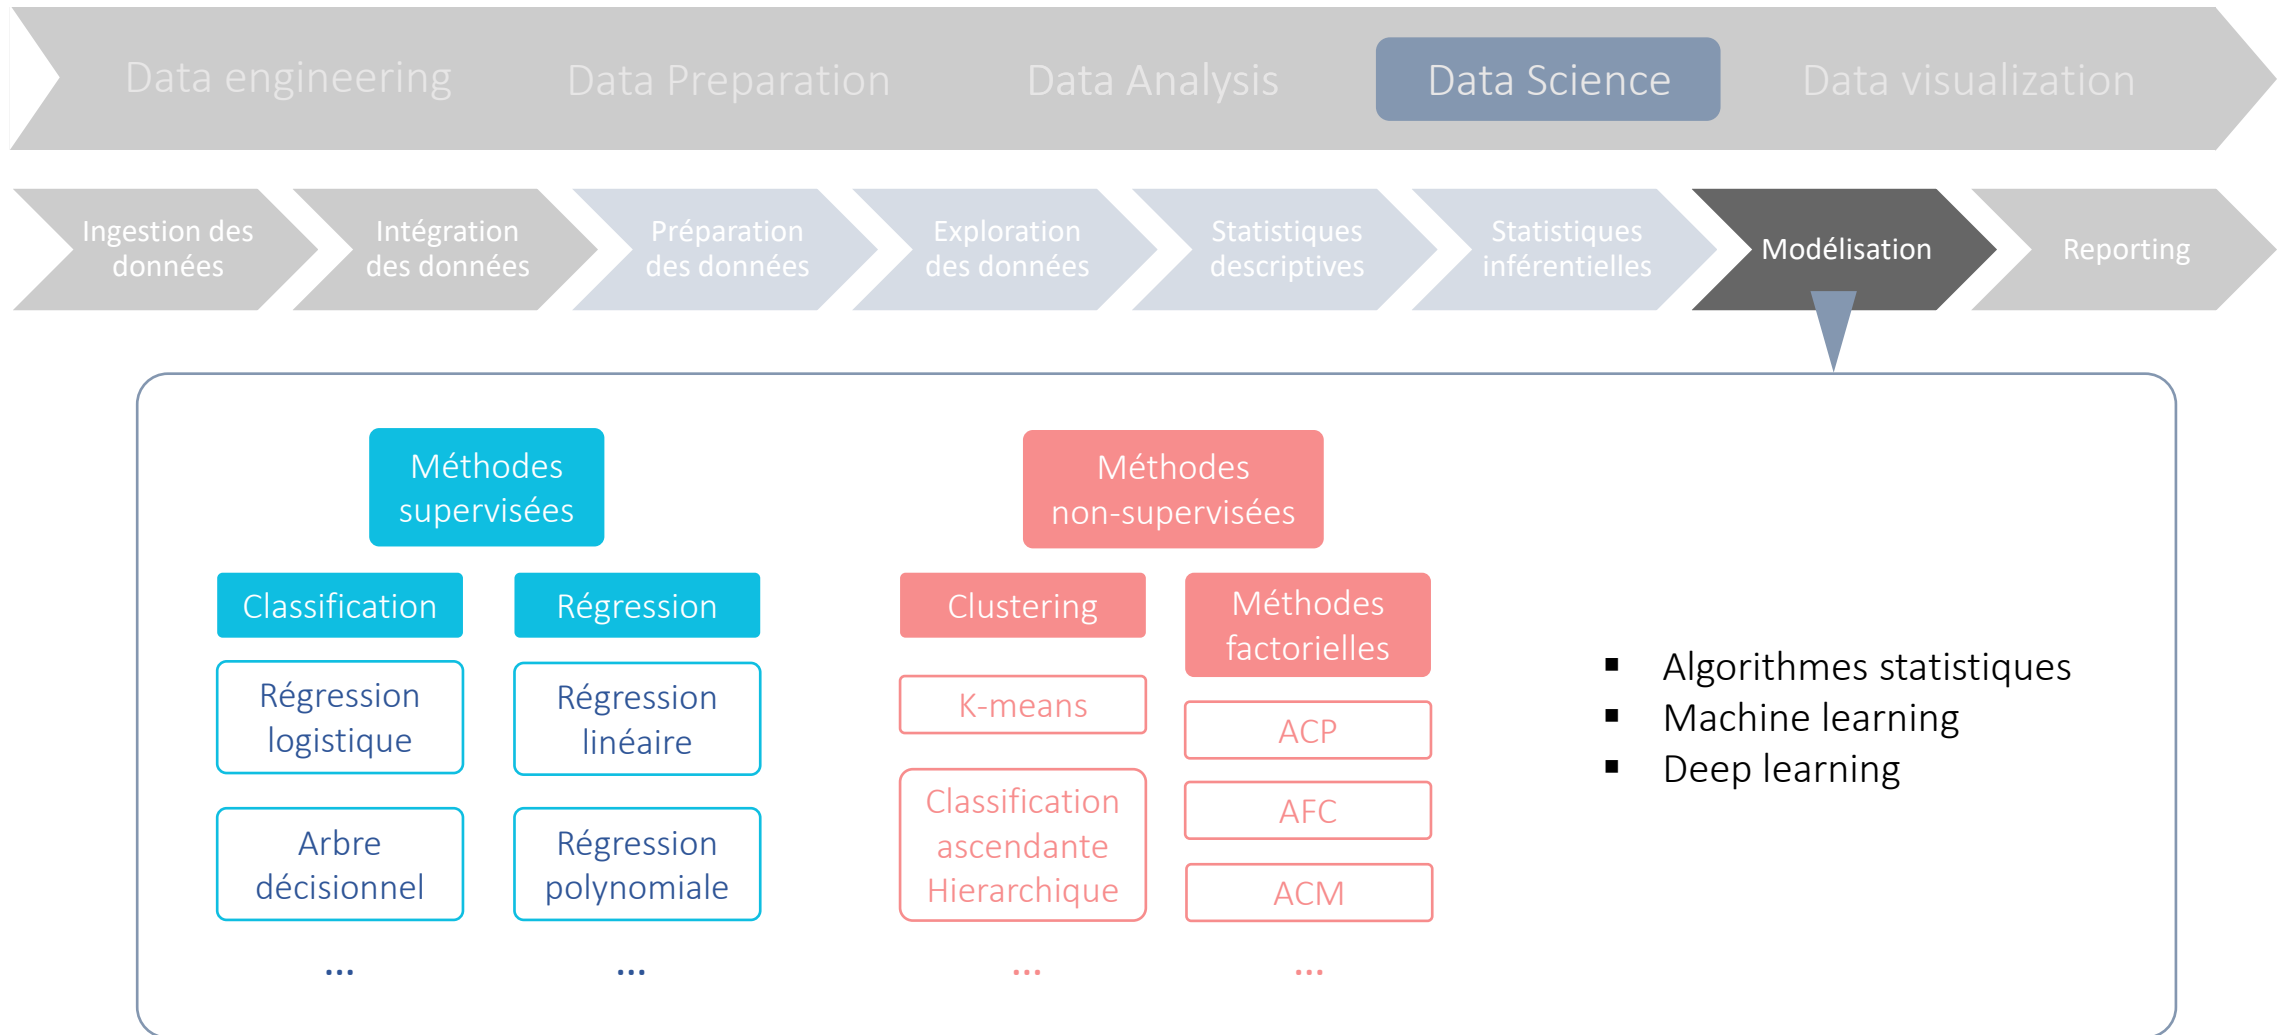 Data engineering
Data Preparation
Data Analysis
Data Science
Data visualization
Ingestion des
données
Intégration
des données
Préparation
des données
Exploration
des données
Statistiques
descriptives
Statistiques
inférentielles
Modélisation
Reporting
Méthodes
supervisées
Classification
Régression
logistique
Arbre
décisionnel
...
Régression
Régression
linéaire
Régression
polynomiale
...
Méthodes
non-supervisées
Clustering
K-means
Classification
ascendante
Hierarchique
...
Méthodes
factorielles
ACP
AFC
ACM
...
▪ Algorithmes statistiques
▪ Machine learning
▪ Deep learning